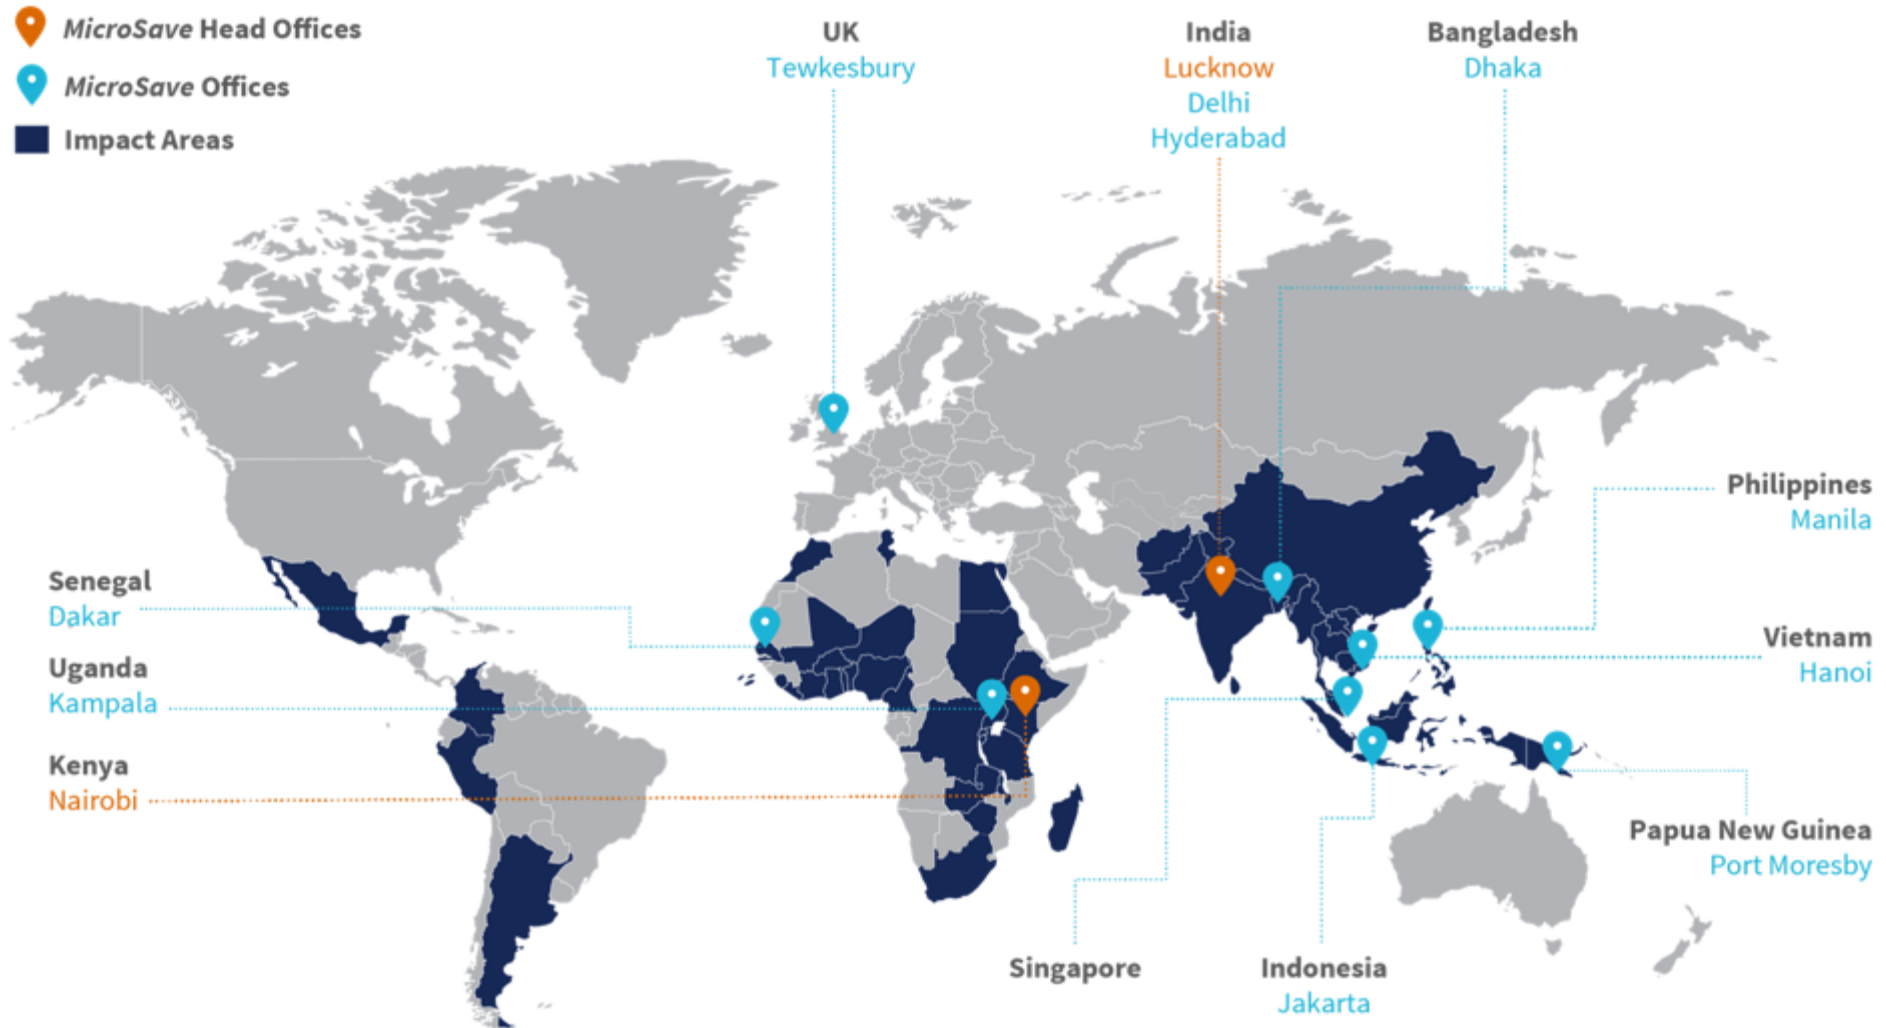 MicroSave Head Offices
MicroSave Offices
Impact Areas
UK
Tewkesbury
India
Lucknow
Delhi
Hyderabad
Bangladesh
Dhaka
Philippines
Manila
Vietnam
Hanoi
Papua New Guinea
Port Moresby
Senegal
Dakar
Uganda
Kampala
Kenya
Nairobi
Singapore
Indonesia
Jakarta